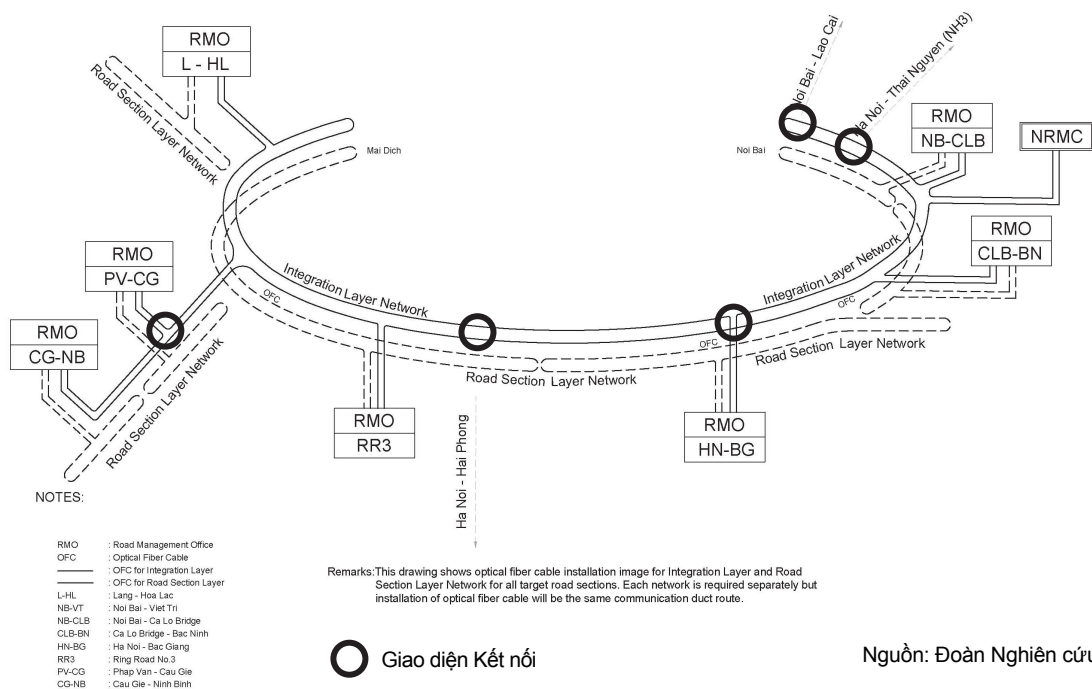 RMO
L - HL
Road Section Layer Network
Mai Dich
Noi Bai - Lao Cai
Ha Noi - Thai Nguyen (NH3)
Noi Bai
RMO
NB-CLB
NRMC
RMO
CLB-BN
RMO
PV-CG
RMO
CG-NB
Road Section Layer Network
Integration Layer Network
OFC
Integration Layer Network
OFC
OFC
Road Section Layer Network
Road Section Layer Network
RMO
RR3
RMO
HN-BG
Ha Noi - Hai Phong
NOTES:
RMO : Road Management Office
OFC : Optical Fiber Cable
: OFC for Integration Layer
: OFC for Road Section Layer
L-HL : Lang - Hoa Lac
NB-VT : Noi Bai - Viet Tri
NB-CLB : Noi Bai - Ca Lo Bridge
CLB-BN : Ca Lo Bridge - Bac Ninh
HN-BG : Ha Noi - Bac Giang
RR3 : Ring Road No.3
PV-CG : Phap Van - Cau Gie
CG-NB : Cau Gie - Ninh Binh
Remarks:This drawing shows optical fiber cable installation image for Integration Layer and Road
Section Layer Network for all target road sections. Each network is required separately but
installation of optical fiber cable will be the same communication duct route.
Giao diện Kết nối
Nguồn: Đoàn Nghiên cứu